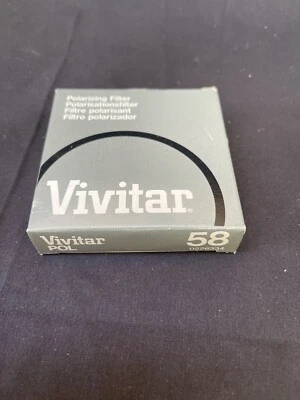 Polarizing Filter
Polarisationsfilter
Filtre polarisant
Filtro polarizador
Vivitar®
Vivitar 58
POL